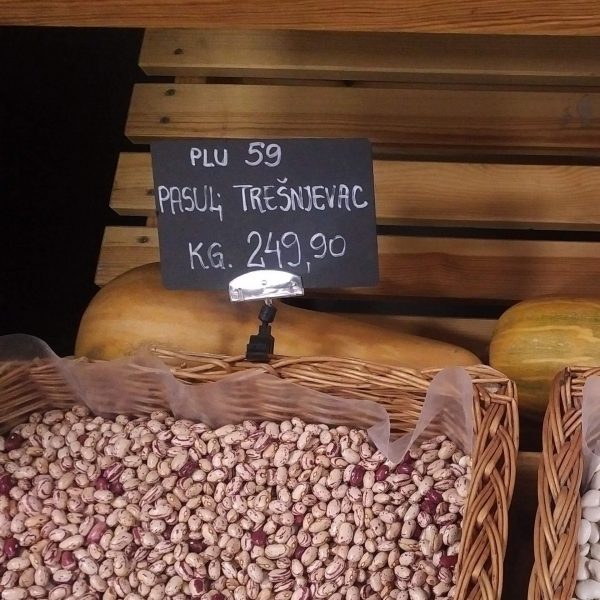 PLU 59
PASULJ TREŠNJEVAC
KG. 249,90